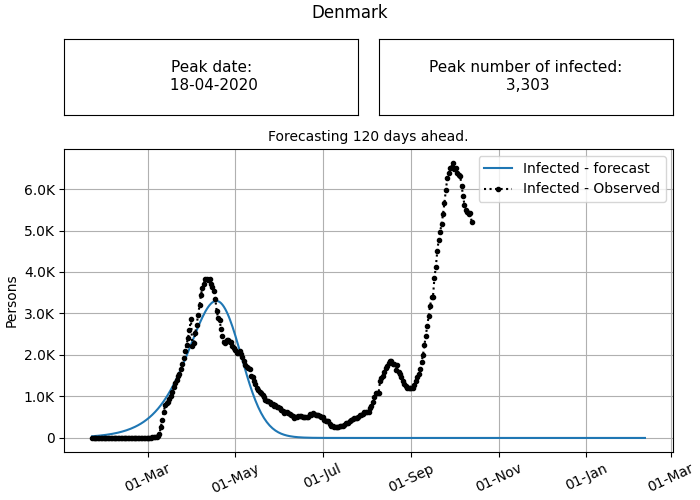 Denmark
Peak date:
18-04-2020
Peak number of infected:
3,303
Forecasting 120 days ahead.
Infected - forecast
Infected - Observed
6.0K
5.0K
4.0K
3.0K
2.0K
1.0K
0
Persons
01-Mar
01-May
01-Jul
01-Sep
01-Nov
01-Jan
01-Mar